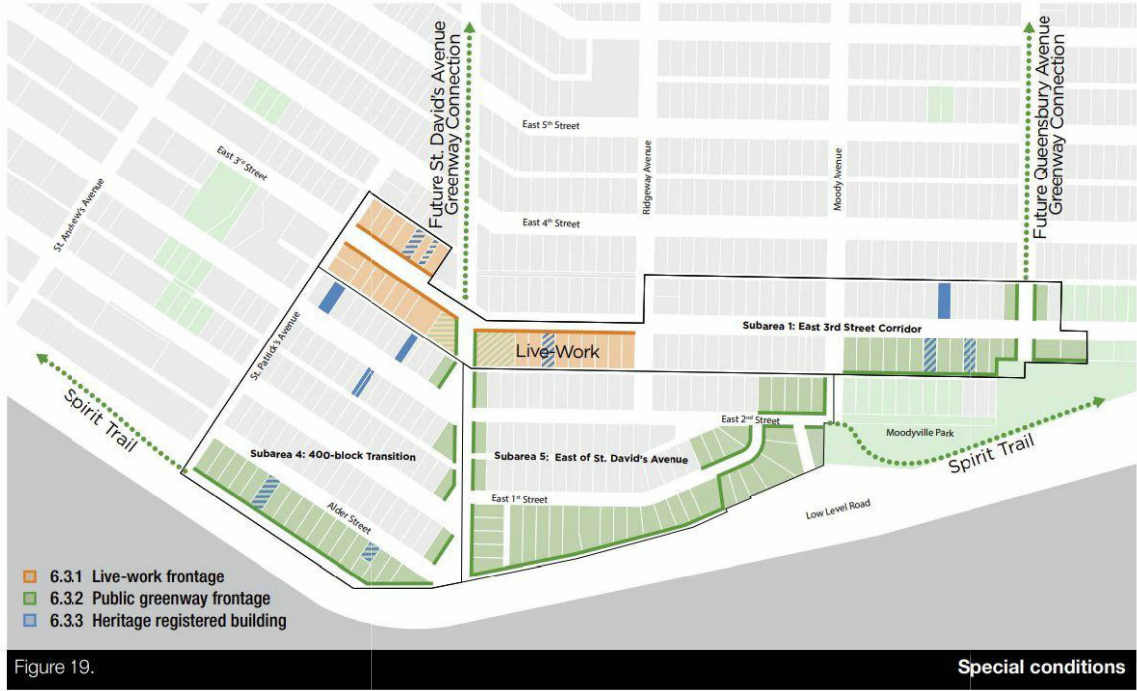 Future St. David's Avenue
Greenway Connection
Future Queensbury Avenue
Greenway Connection
East 5th Street
East 3rd Street
Ridgeway Avenue
Moody Avenue
St. Andrew's Avenue
East 4th Street
Subarea 1: East 3rd Street Corridor
Live-Work
St. Patrick's Avenue
Spirit Trail
East 2nd Street
Moodyville Park
Spirit Trail
Subarea 4: 400-block Transition
Subarea 5: East of St. David's Avenue
East 1st Street
Alder Street
Low Level Road
6.3.1 Live-work frontage
6.3.2 Public greenway frontage
6.3.3 Heritage registered building
Figure 19.
Special conditions